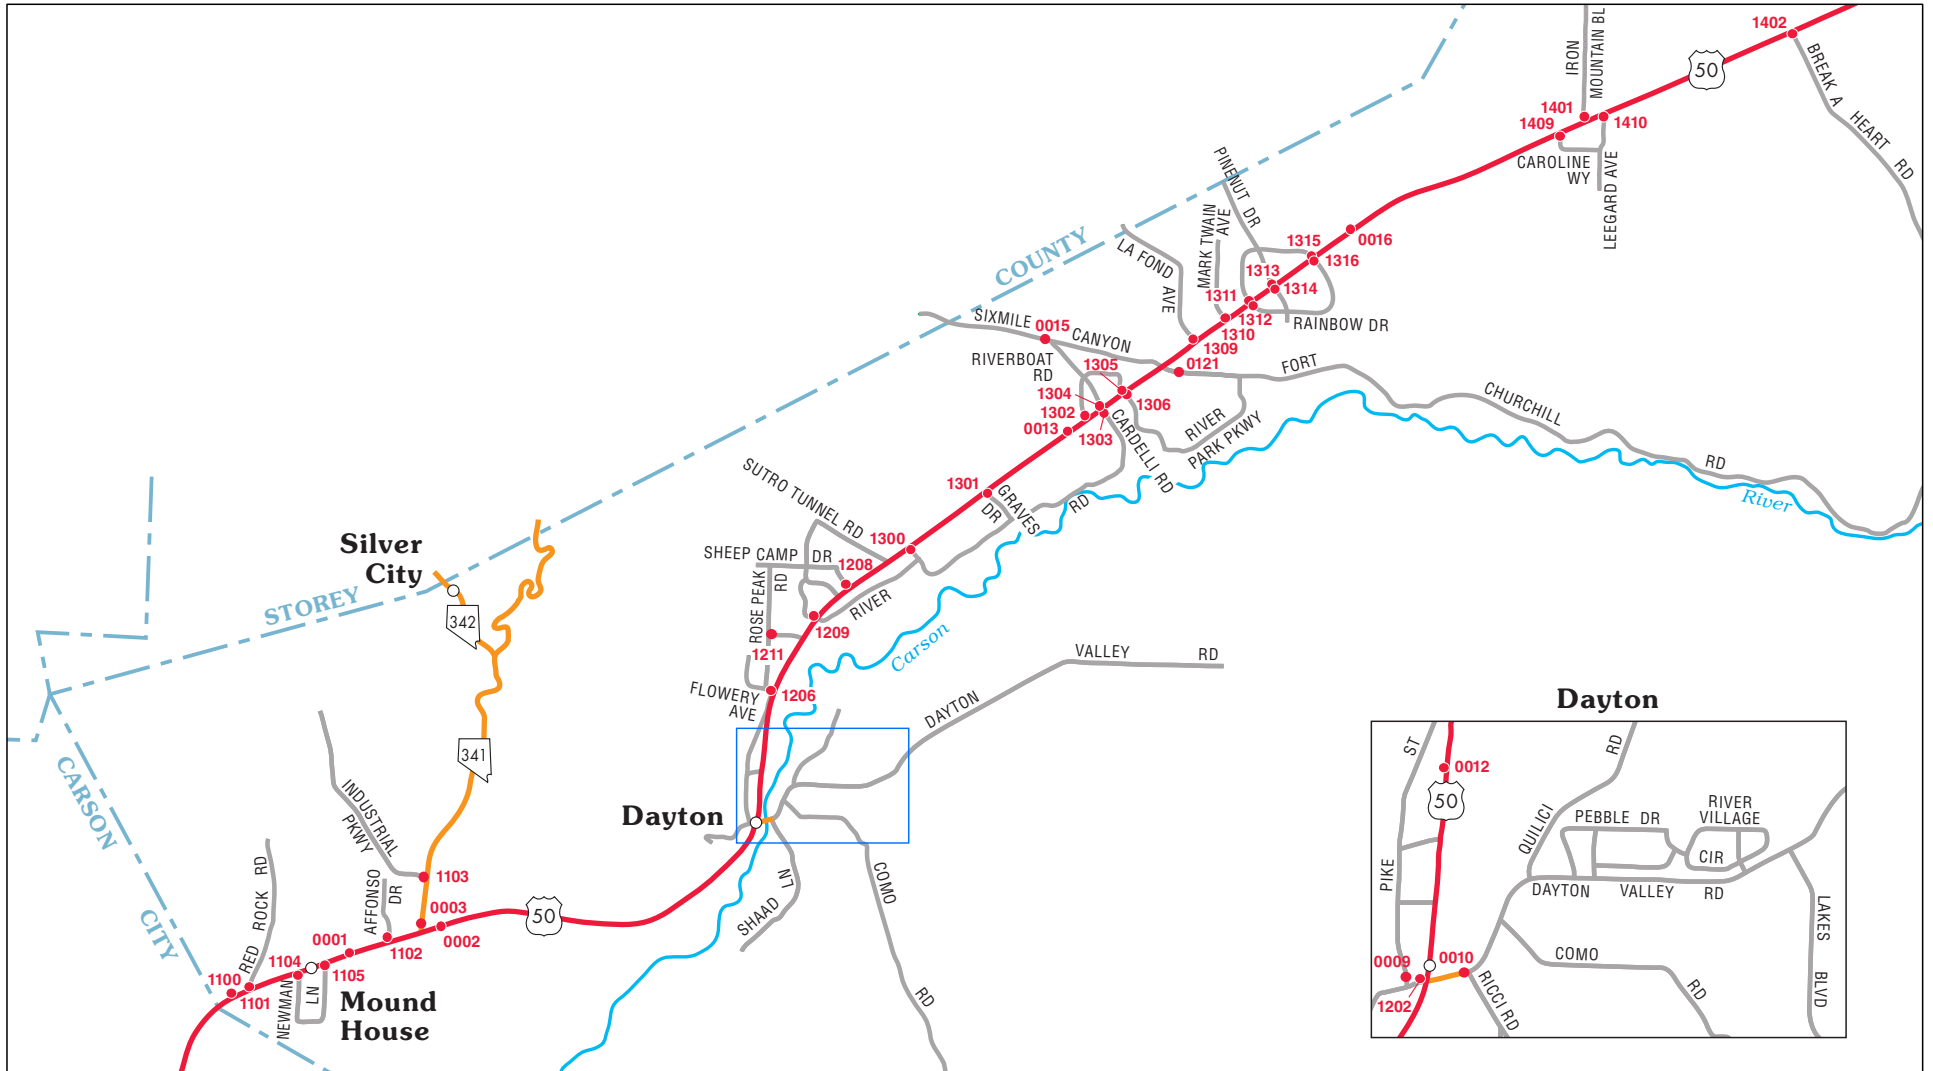 1402
IRON
MOUNTAIN BL
50
BREAK A
HEART
RD
1401
1409
1410
CAROLINE
WY
LEEGARD AVE
PINENUT DR
MARK TWAIN
AVE
LA FOND
AVE
1315
0016
1316
1313
1314
1311
1312
RAINBOW DR
1310
1309
COUNTY
SIXMILE
CANYON
0015
RIVERBOAT
RD
1305
0121
FORT
CHURCHILL
RD
1304
1306
1302
0013
1303
CARDELLI RD
RIVER
PARK PKWY
River
SUTRO TUNNEL RD
1301
GRAVES
DR
RD
1300
SHEEP CAMP DR
1208
ROSE PEAK
RD
RIVER
1209
1211
Carson
FLOWERY
AVE
1206
Silver
City
342
STOREY
341
CARSON
CITY
INDUSTRIAL
PKWY
VALLEY RD
DAYTON
Dayton
COMO
RD
LN
SHAAD
1103
AFFONSO
DR
0003
0002
50
RED ROCK RD
0001
1102
1104
1105
1100
1101
NEWMAN
LN
Mound
House
Dayton
ST
0012
50
RD
QUILICI
PEBBLE DR
RIVER
VILLAGE
CIR
PIKE
DAYTON VALLEY RD
LAKES
BLVD
0009
0010
1202
RICCI RD
COMO
RD